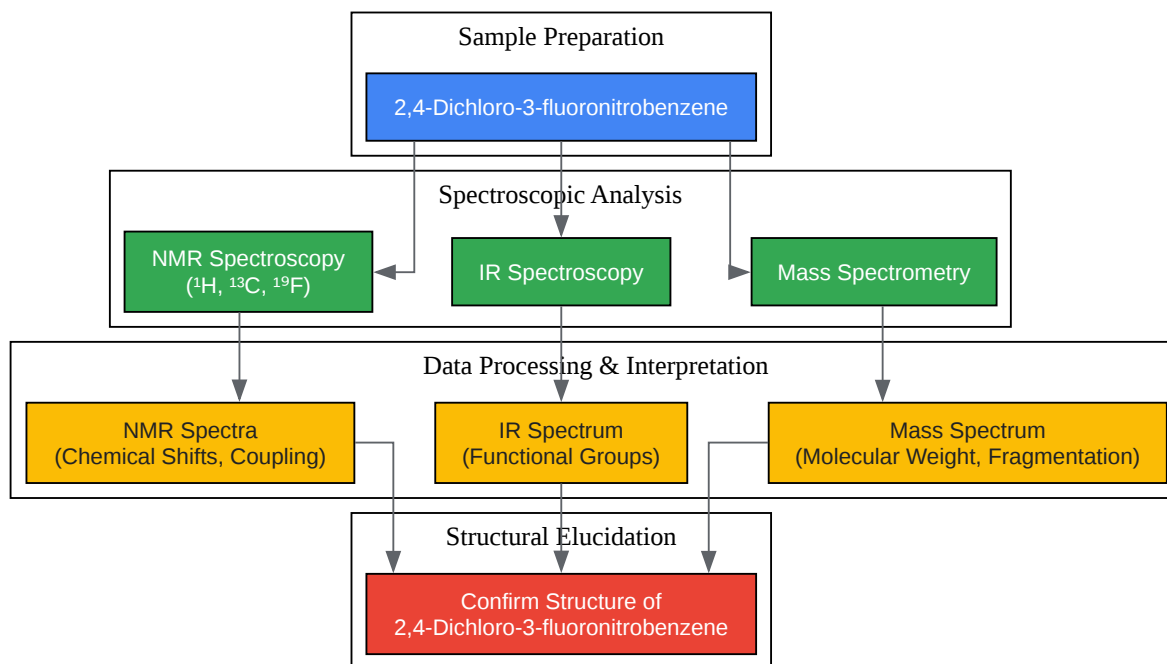 Sample Preparation
2,4-Dichloro-3-fluoronitrobenzene
Spectroscopic Analysis
NMR Spectroscopy
(¹H, ¹³C, ¹⁹F)
IR Spectroscopy
Mass Spectrometry
Data Processing & Interpretation
NMR Spectra
(Chemical Shifts, Coupling)
IR Spectrum
(Functional Groups)
Mass Spectrum
(Molecular Weight, Fragmentation)
Structural Elucidation
Confirm Structure of
2,4-Dichloro-3-fluoronitrobenzene